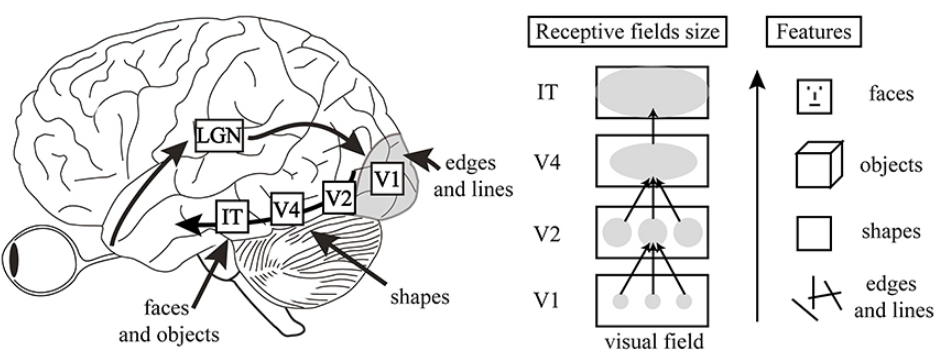 LGN
V1
V2
V4
IT
edges
and lines
shapes
faces
and objects
Receptive fields size
IT
V4
V2
V1
visual field
Features
faces
objects
shapes
edges
and lines